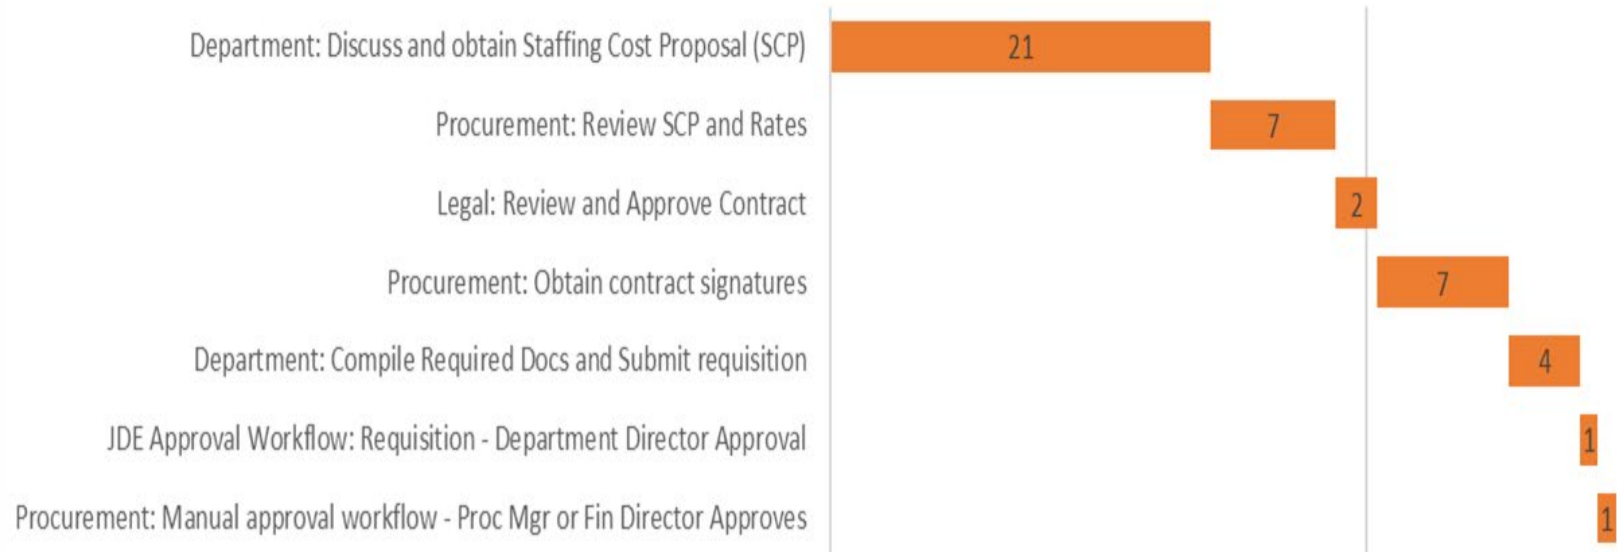 Department: Discuss and obtain Staffing Cost Proposal (SCP) 21
Procurement: Review SCP and Rates 7
Legal: Review and Approve Contract 2
Procurement: Obtain contract signatures 7
Department: Compile Required Docs and Submit requisition 4
JDE Approval Workflow: Requisition - Department Director Approval 1
Procurement: Manual approval workflow - Proc Mgr or Fin Director Approves 1